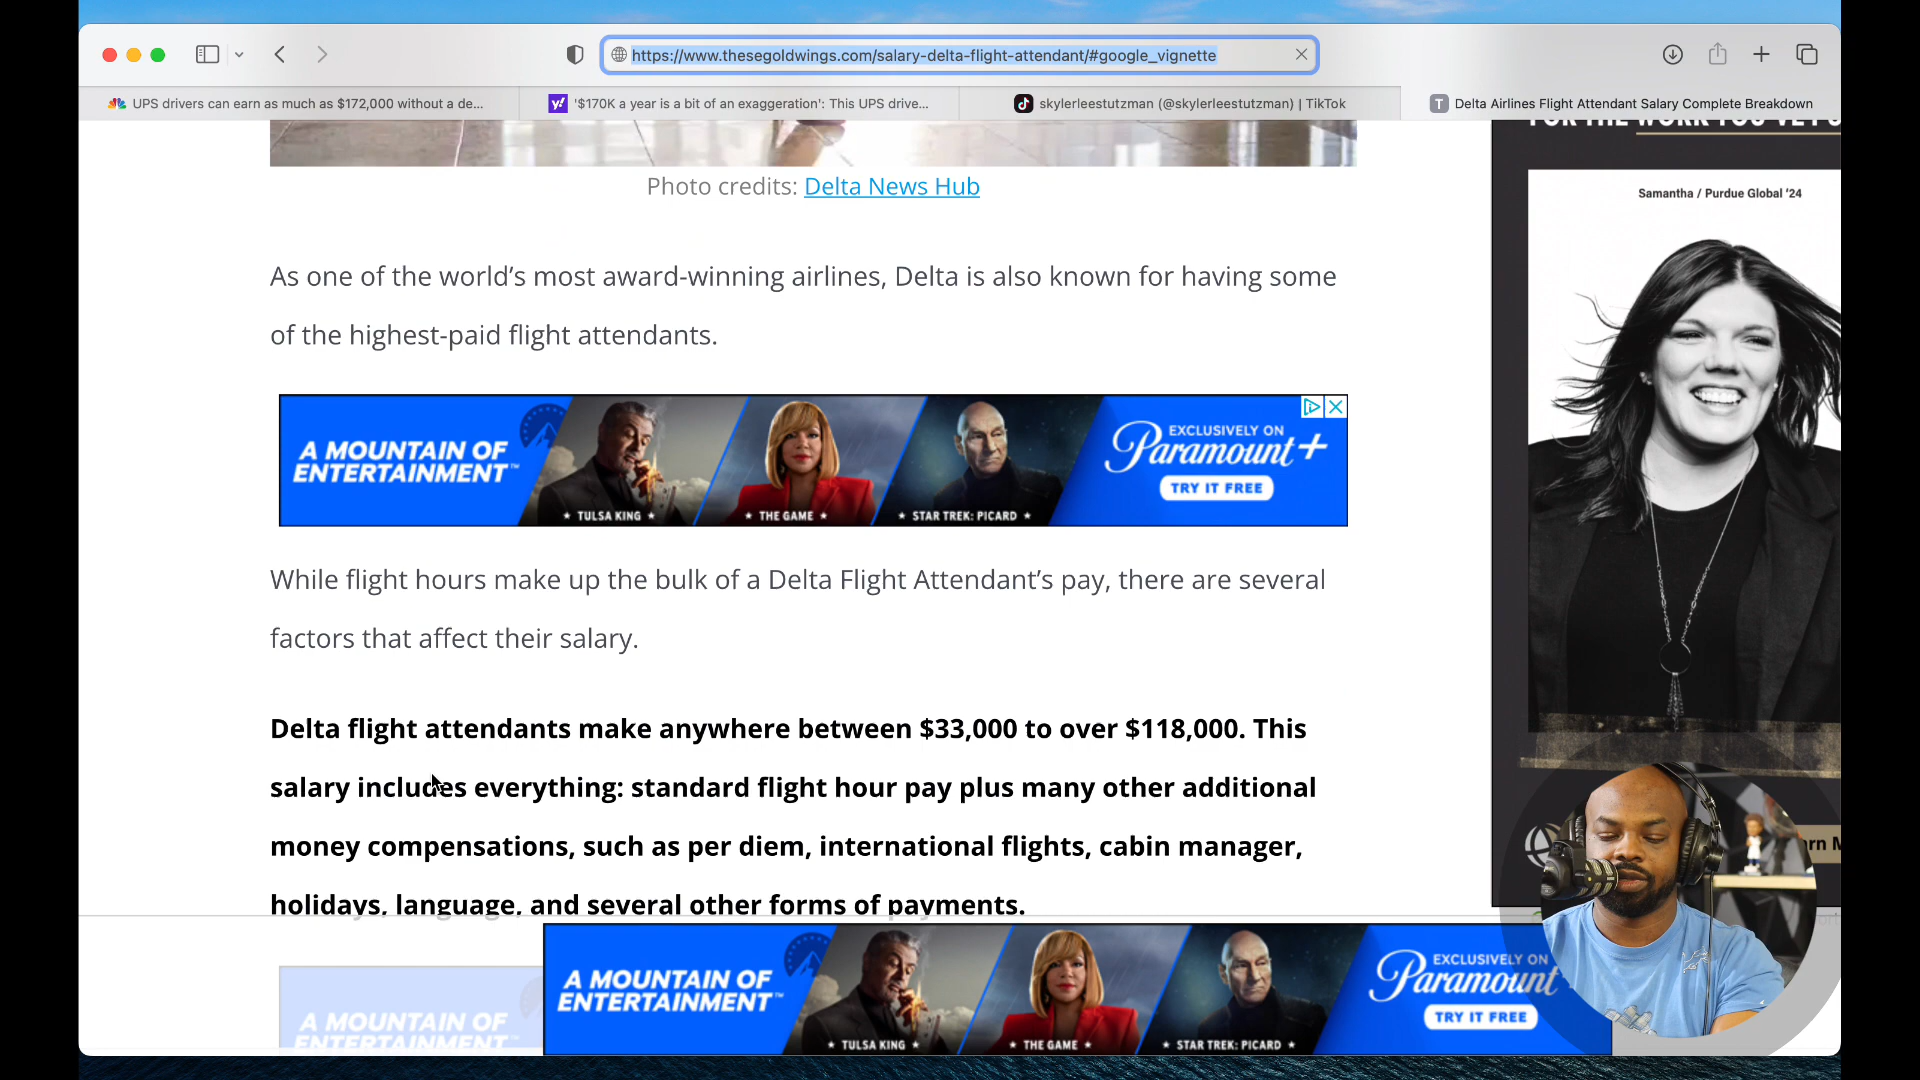 https://www.thesegoldwings.com/salary-delta-flight-attendant/#google_vignette
UPS drivers can earn as much as $172,000 without a de...
'$170K a year is a bit of an exaggeration': This UPS drive...
skylerleestutzman (@skylerleestutzman) | TikTok
T Delta Airlines Flight Attendant Salary Complete Breakdown
Photo credits: Delta News Hub
Samantha / Purdue Global '24
As one of the world's most award-winning airlines, Delta is also known for having some
of the highest-paid flight attendants.
A MOUNTAIN OF
ENTERTAINMENT™
★ TULSA KING ★
★ THE GAME ★
★ STAR TREK: PICARD ★
EXCLUSIVELY ON
Paramount+
TRY IT FREE
While flight hours make up the bulk of a Delta Flight Attendant's pay, there are several
factors that affect their salary.
Delta flight attendants make anywhere between $33,000 to over $118,000. This
salary includes everything: standard flight hour pay plus many other additional
money compensations, such as per diem, international flights, cabin manager,
holidays, language, and several other forms of payments.
A MOUNTAIN OF
ENTERTAINMENT
A MOUNTAIN OF
ENTERTAINMENT™
★ TULSA KING ★
★ THE GAME ★
★ STAR TREK: PICARD ★
EXCLUSIVELY ON
Paramount
TRY IT FREE